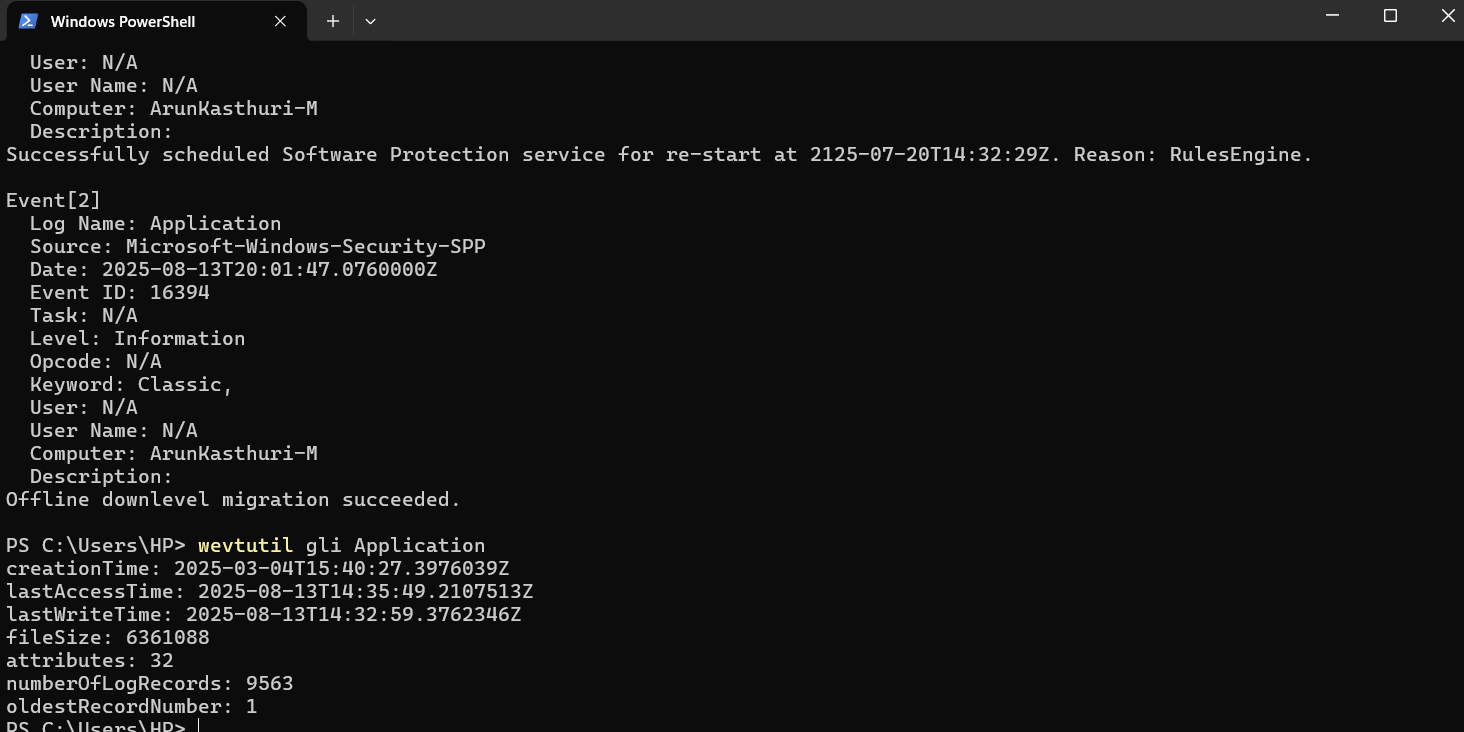 Windows PowerShell
User: N/A
User Name: N/A
Computer: ArunKasthuri-M
Description:
Successfully scheduled Software Protection service for re-start at 2125-07-20T14:32:29Z. Reason: RulesEngine.
Event[2]
Log Name: Application
Source: Microsoft-Windows-Security-SPP
Date: 2025-08-13T20:01:47.0760000Z
Event ID: 16394
Task: N/A
Level: Information
Opcode: N/A
Keyword: Classic,
User: N/A
User Name: N/A
Computer: ArunKasthuri-M
Description:
Offline downlevel migration succeeded.
PS C:\Users\HP> wevtutil gli Application
creationTime: 2025-03-04T15:40:27.3976039Z
lastAccessTime: 2025-08-13T14:35:49.2107513Z
lastWriteTime: 2025-08-13T14:32:59.3762346Z
fileSize: 6361088
attributes: 32
numberOfLogRecords: 9563
oldestRecordNumber: 1
PS C:\Users\HP>